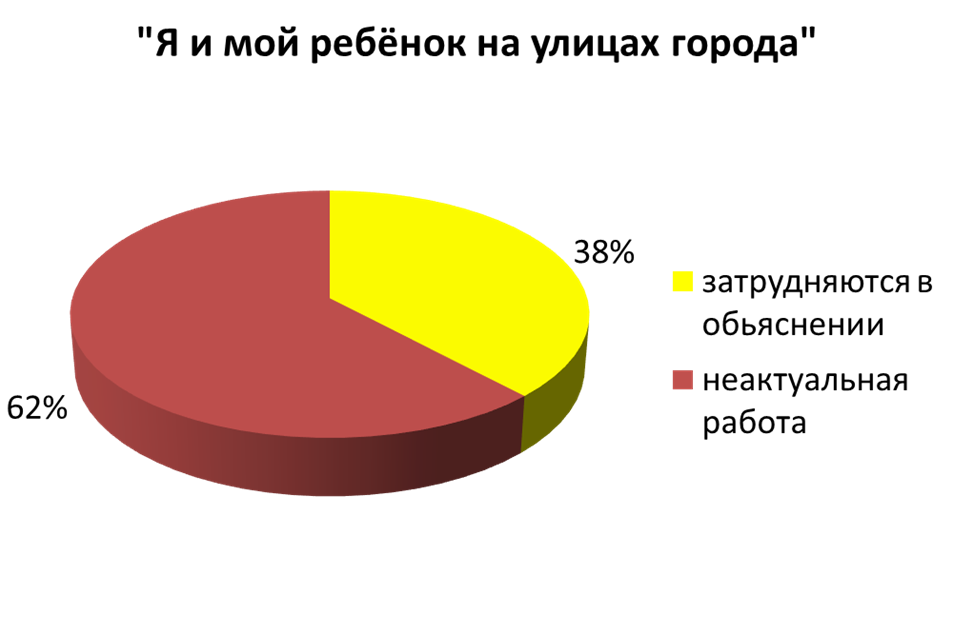 "Я и мой ребёнок на улицах города"
38%
62%
затрудняются в
обьяснении
неактуальная
работа